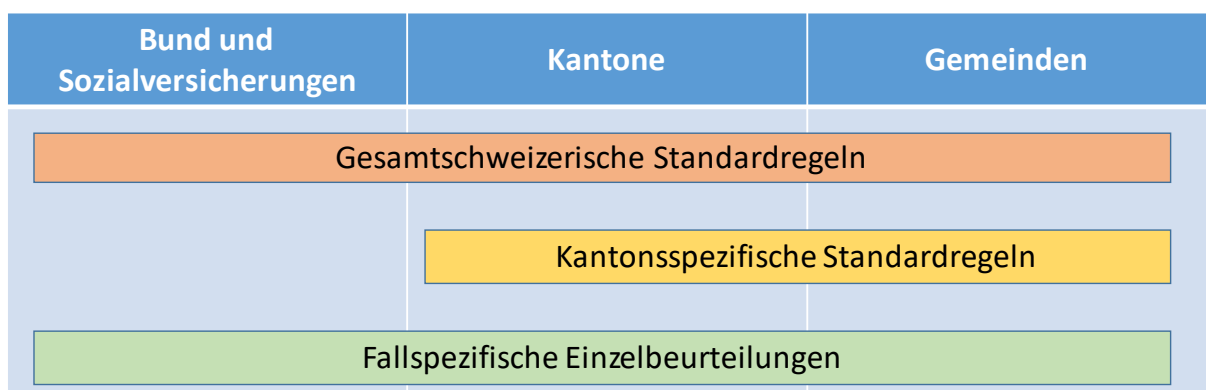 Bund und
Sozialversicherungen
Kantone
Gemeinden
Gesamtschweizerische Standardregeln
Kantonsspezifische Standardregeln
Fallspezifische Einzelbeurteilungen